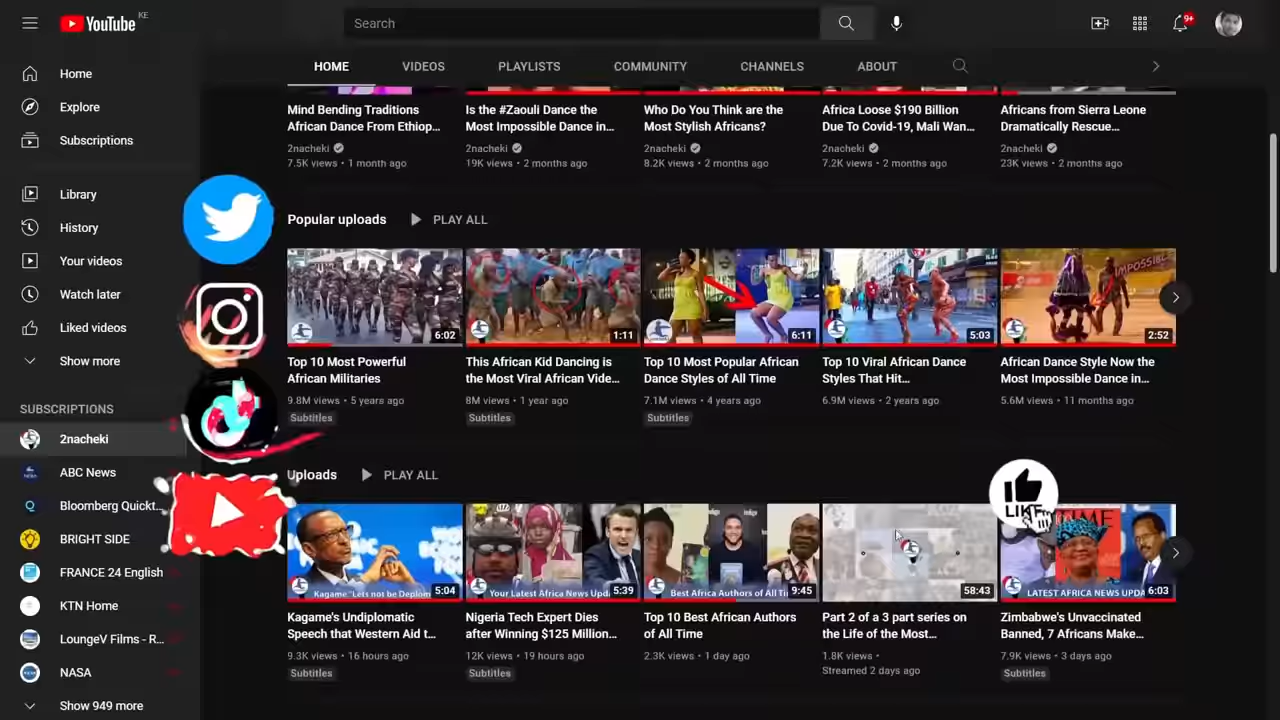 YouTube KE
Search
9+
Home
Explore
Subscriptions
Library
History
Your videos
Watch later
Liked videos
Show more
SUBSCRIPTIONS
2nacheki
ABC News
Bloomberg Quickt...
BRIGHT SIDE
FRANCE 24 English
KTN Home
LoungeV Films - R...
NASA
Show 949 more
HOME VIDEOS PLAYLISTS COMMUNITY CHANNELS ABOUT
Mind Bending Traditions
African Dance From Ethiop...
2nacheki
7.5K views • 1 month ago
Is the #Zaouli Dance the
Most Impossible Dance in...
2nacheki
19K views • 2 months ago
Who Do You Think are the
Most Stylish Africans?
2nacheki
8.2K views • 2 months ago
Africa Loose $190 Billion
Due To Covid-19, Mali Wan...
2nacheki
7.2K views • 2 months ago
Africans from Sierra Leone
Dramatically Rescue...
2nacheki
23K views • 2 months ago
Popular uploads PLAY ALL
6:02
Top 10 Most Powerful
African Militaries
9.8M views • 5 years ago
Subtitles
1:11
This African Kid Dancing is
the Most Viral African Vide...
8M views • 1 year ago
Subtitles
6:11
Top 10 Most Popular African
Dance Styles of All Time
7.1M views • 4 years ago
Subtitles
5:03
Top 10 Viral African Dance
Styles That Hit...
6.9M views • 2 years ago
IMPOSSIBLE
2:52
African Dance Style Now the
Most Impossible Dance in...
5.6M views • 11 months ago
Uploads PLAY ALL
Kagame "Lets not be Diplom
5:04
Kagame's Undiplomatic
Speech that Western Aid t...
9.3K views • 16 hours ago
Subtitles
Your Latest Africa News Upd
5:39
Nigeria Tech Expert Dies
after Winning $125 Million...
12K views • 19 hours ago
Subtitles
Best Africa Authors of All Ti
9:45
Top 10 Best African Authors
of All Time
2.3K views • 1 day ago
58:43
Part 2 of a 3 part series on
the Life of the Most...
1.8K views •
Streamed 2 days ago
LIKE
LATEST AFRICA NEWS UPDA
6:03
Zimbabwe's Unvaccinated
Banned, 7 Africans Make...
7.9K views • 3 days ago
Subtitles